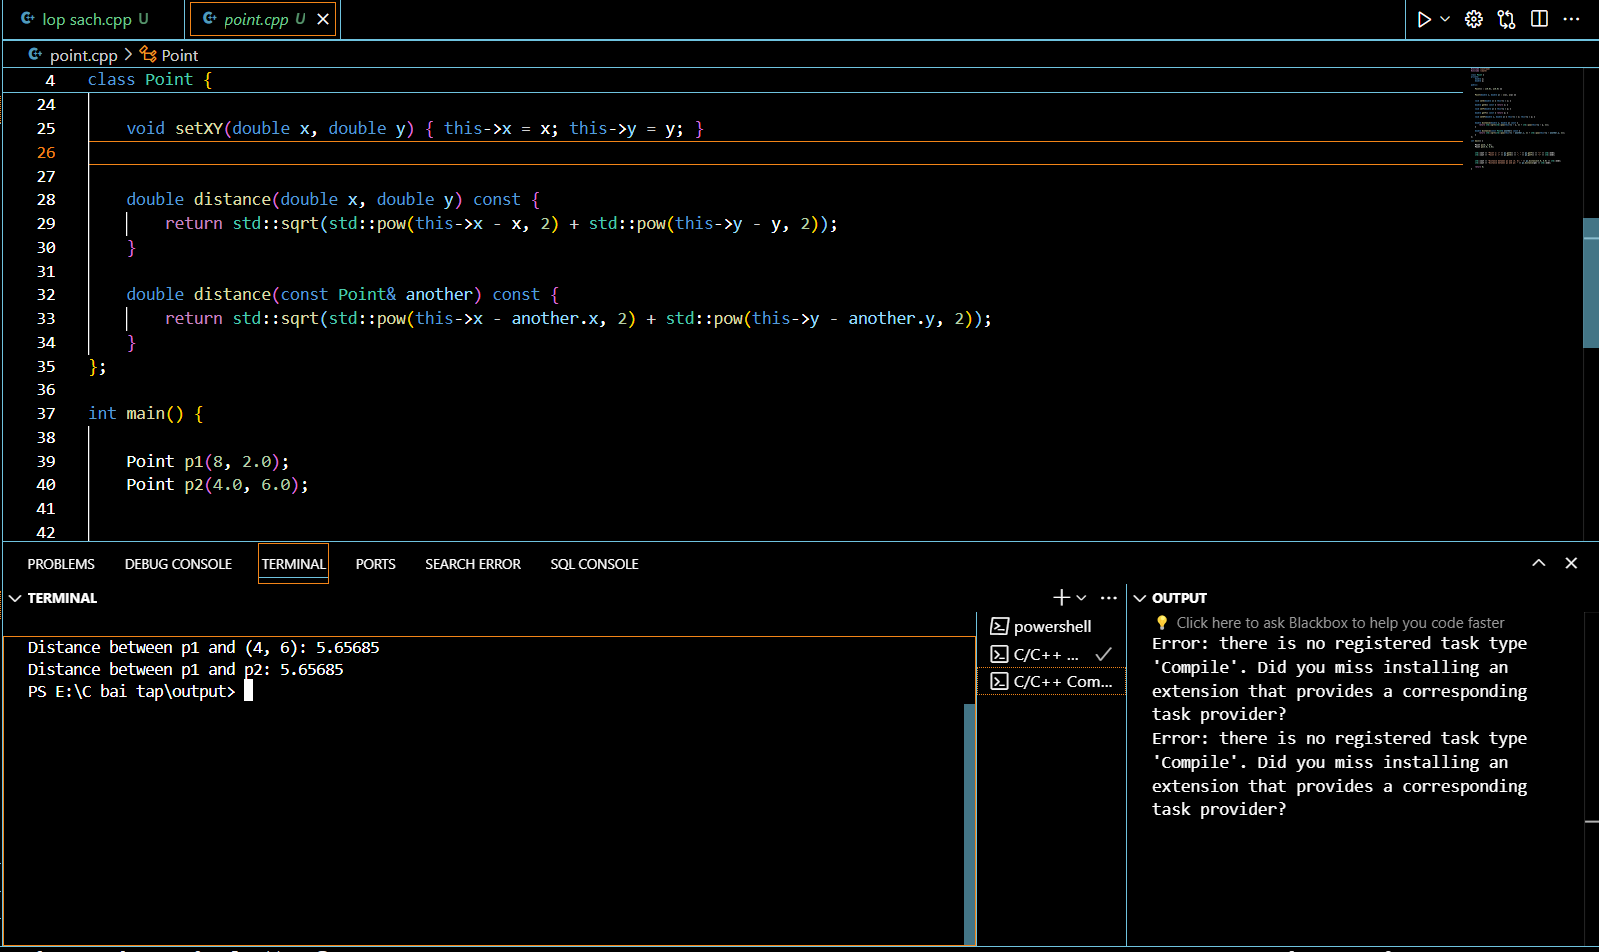 lop sach.cpp U
point.cpp U
point.cpp > Point
4 class Point {
24
25 void setXY(double x, double y) { this->x = x; this->y = y; }
26
27
28 double distance(double x, double y) const {
29 return std::sqrt(std::pow(this->x - x, 2) + std::pow(this->y - y, 2));
30 }
31
32 double distance(const Point& another) const {
33 return std::sqrt(std::pow(this->x - another.x, 2) + std::pow(this->y - another.y, 2));
34 }
35 };
36
37 int main() {
38
39 Point p1(8, 2.0);
40 Point p2(4.0, 6.0);
41
42
PROBLEMS DEBUG CONSOLE TERMINAL PORTS SEARCH ERROR SQL CONSOLE
TERMINAL
Distance between p1 and (4, 6): 5.65685
Distance between p1 and p2: 5.65685
PS E:\C bai tap\output>
powershell
C/C++ ...
C/C++ Com...
OUTPUT
Click here to ask Blackbox to help you code faster
Error: there is no registered task type
'Compile'. Did you miss installing an
extension that provides a corresponding
task provider?
Error: there is no registered task type
'Compile'. Did you miss installing an
extension that provides a corresponding
task provider?